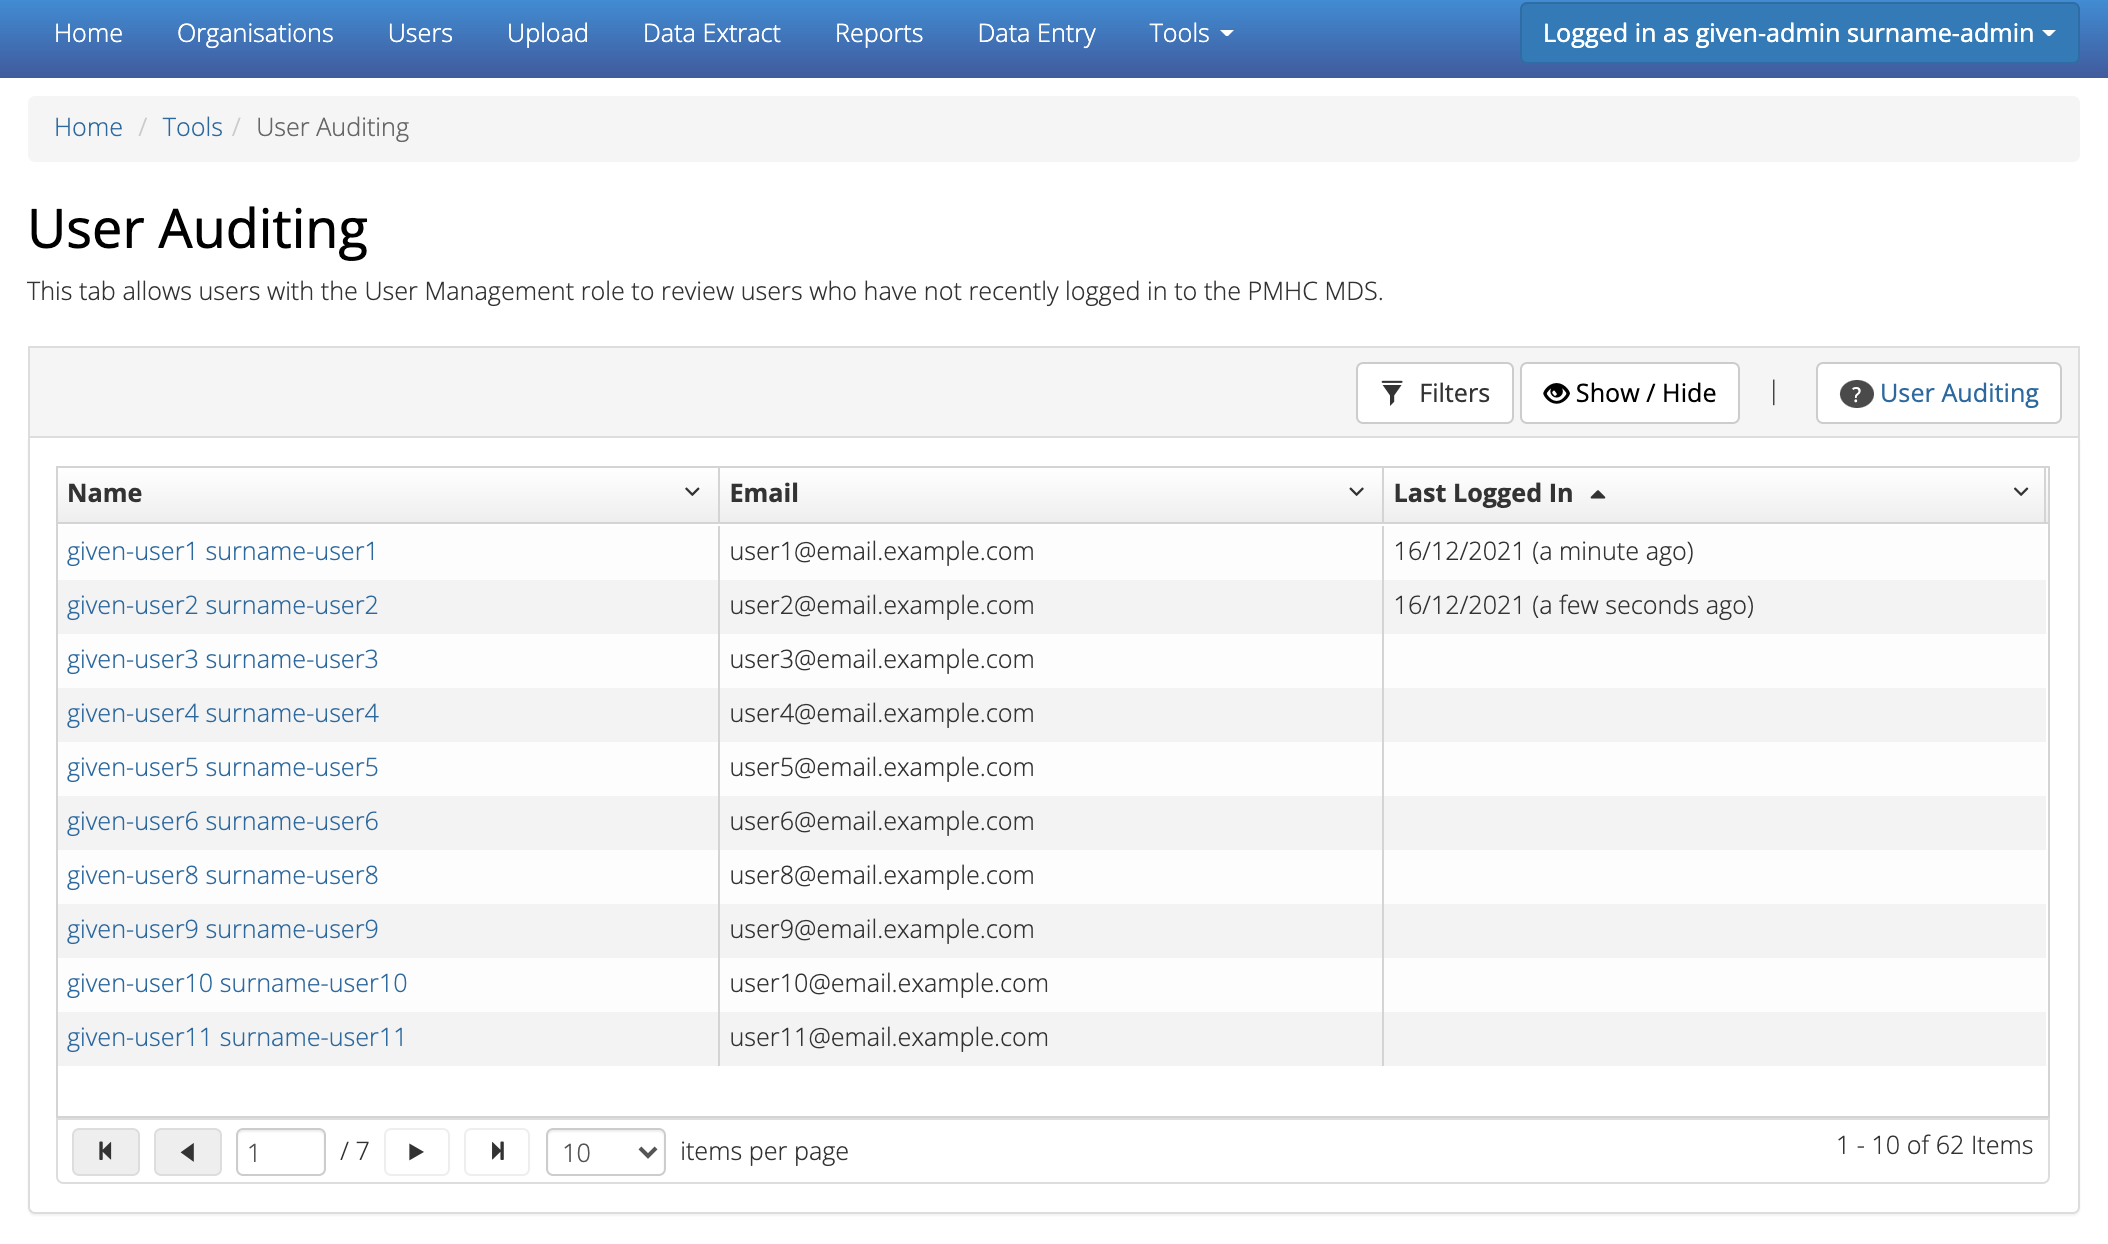 Home Organisations Users Upload Data Extract Reports Data Entry Tools Logged in as given-admin surname-admin
Home / Tools / User Auditing
User Auditing
This tab allows users with the User Management role to review users who have not recently logged in to the PMHC MDS.
Filters Show / Hide | ? User Auditing
Name Email Last Logged In
given-user1 surname-user1 user1@email.example.com 16/12/2021 (a minute ago)
given-user2 surname-user2 user2@email.example.com 16/12/2021 (a few seconds ago)
given-user3 surname-user3 user3@email.example.com
given-user4 surname-user4 user4@email.example.com
given-user5 surname-user5 user5@email.example.com
given-user6 surname-user6 user6@email.example.com
given-user8 surname-user8 user8@email.example.com
given-user9 surname-user9 user9@email.example.com
given-user10 surname-user10 user10@email.example.com
given-user11 surname-user11 user11@email.example.com
1 / 7 10 items per page 1 - 10 of 62 Items